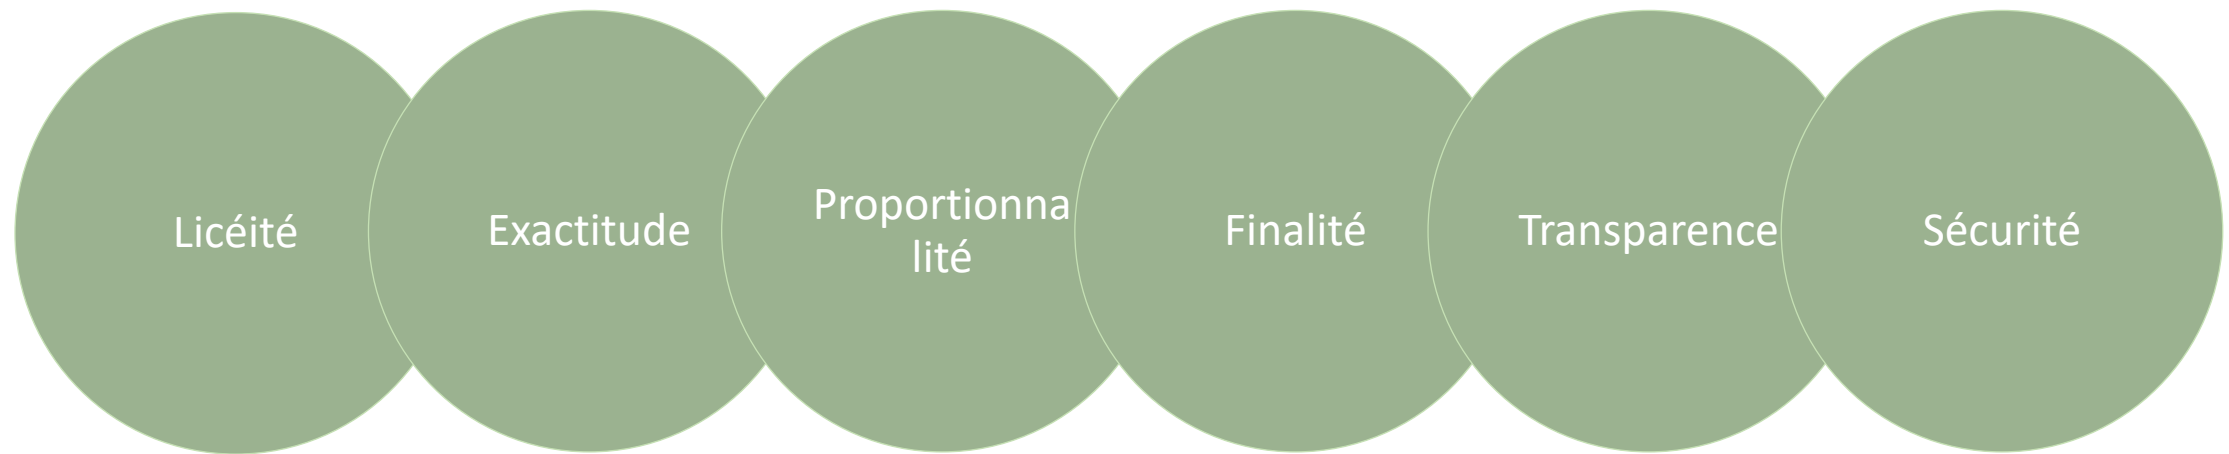 Licéité
Exactitude
Proportionna
lité
Finalité
Transparence
Sécurité